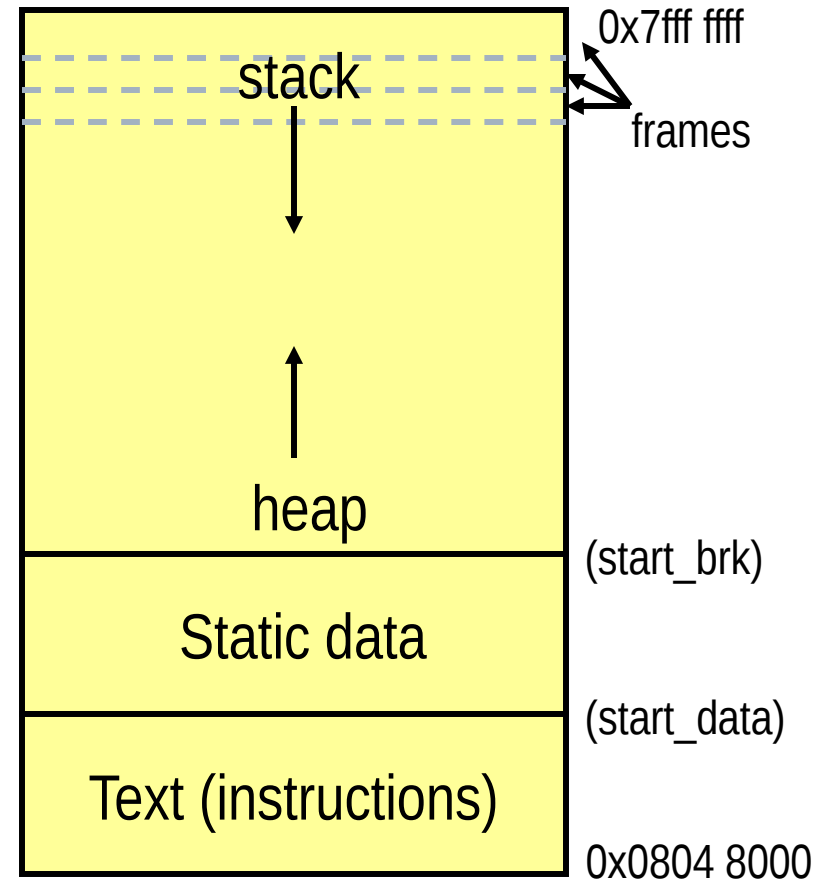 0x7fff ffff
stack
frames
heap
(start_brk)
Static data
(start_data)
Text (instructions)
0x0804 8000